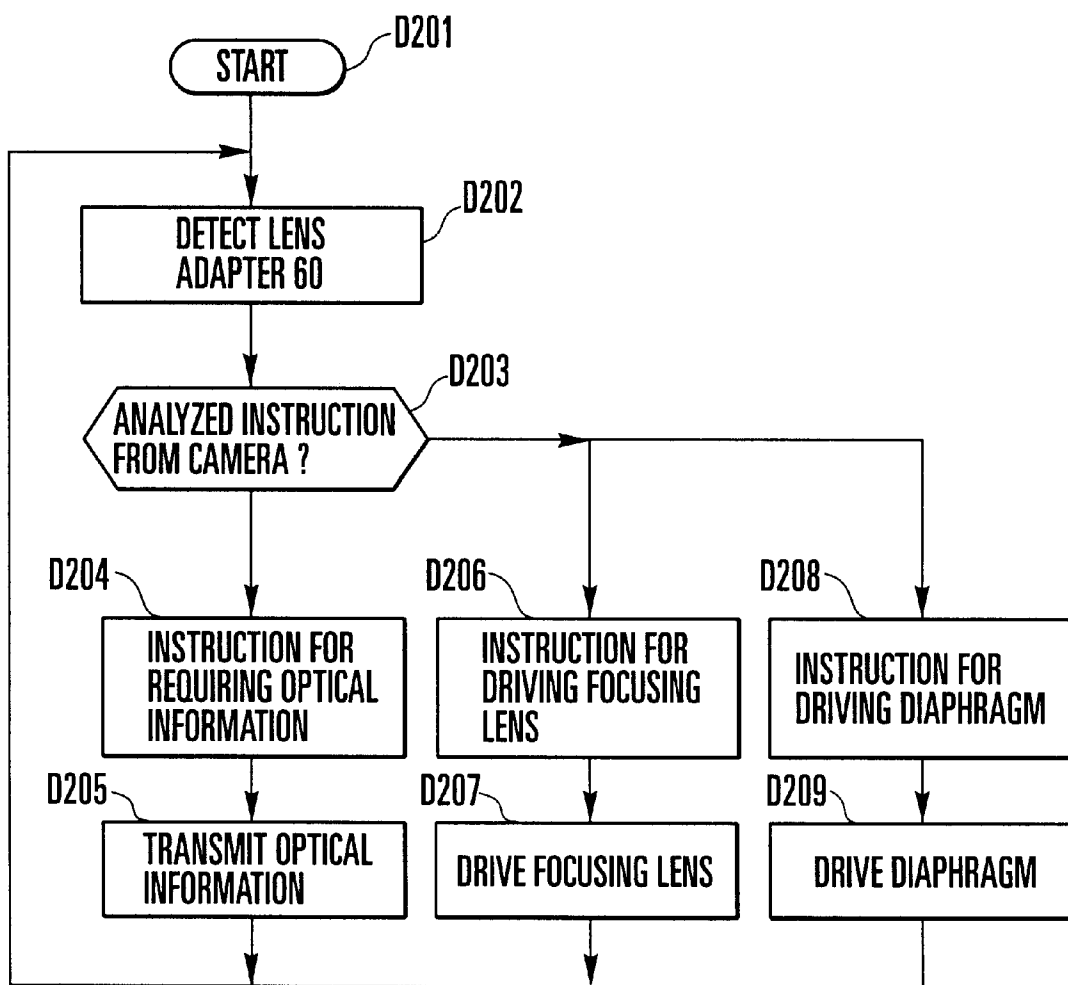 D201
START
D202
DETECT LENS
ADAPTER 60
D203
ANALYZED INSTRUCTION
FROM CAMERA ?
D204
INSTRUCTION FOR
REQUIRING OPTICAL
INFORMATION
D206
INSTRUCTION FOR
DRIVING FOCUSING
LENS
D208
INSTRUCTION FOR
DRIVING DIAPHRAGM
D205
TRANSMIT OPTICAL
INFORMATION
D207
DRIVE FOCUSING LENS
D209
DRIVE DIAPHRAGM